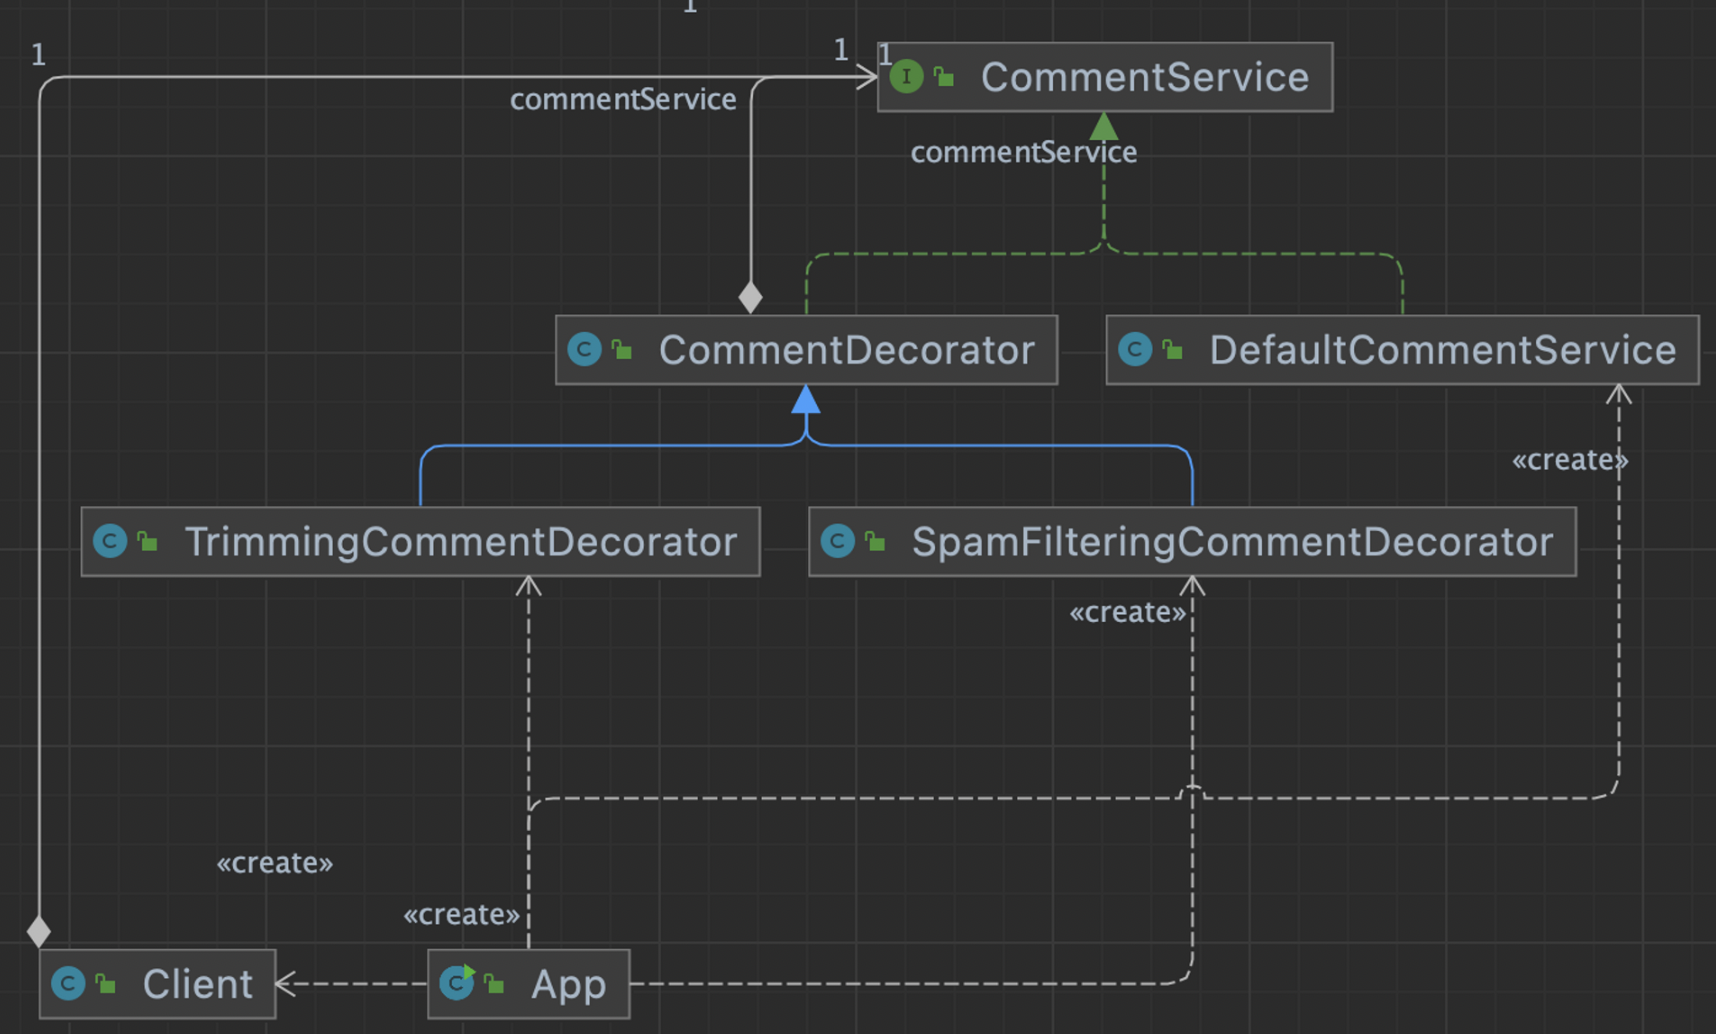 1
1
1
1
I CommentService
commentService
commentService
C CommentDecorator
C DefaultCommentService
«create»
C TrimmingCommentDecorator
C SpamFilteringCommentDecorator
«create»
«create»
«create»
C Client
C App